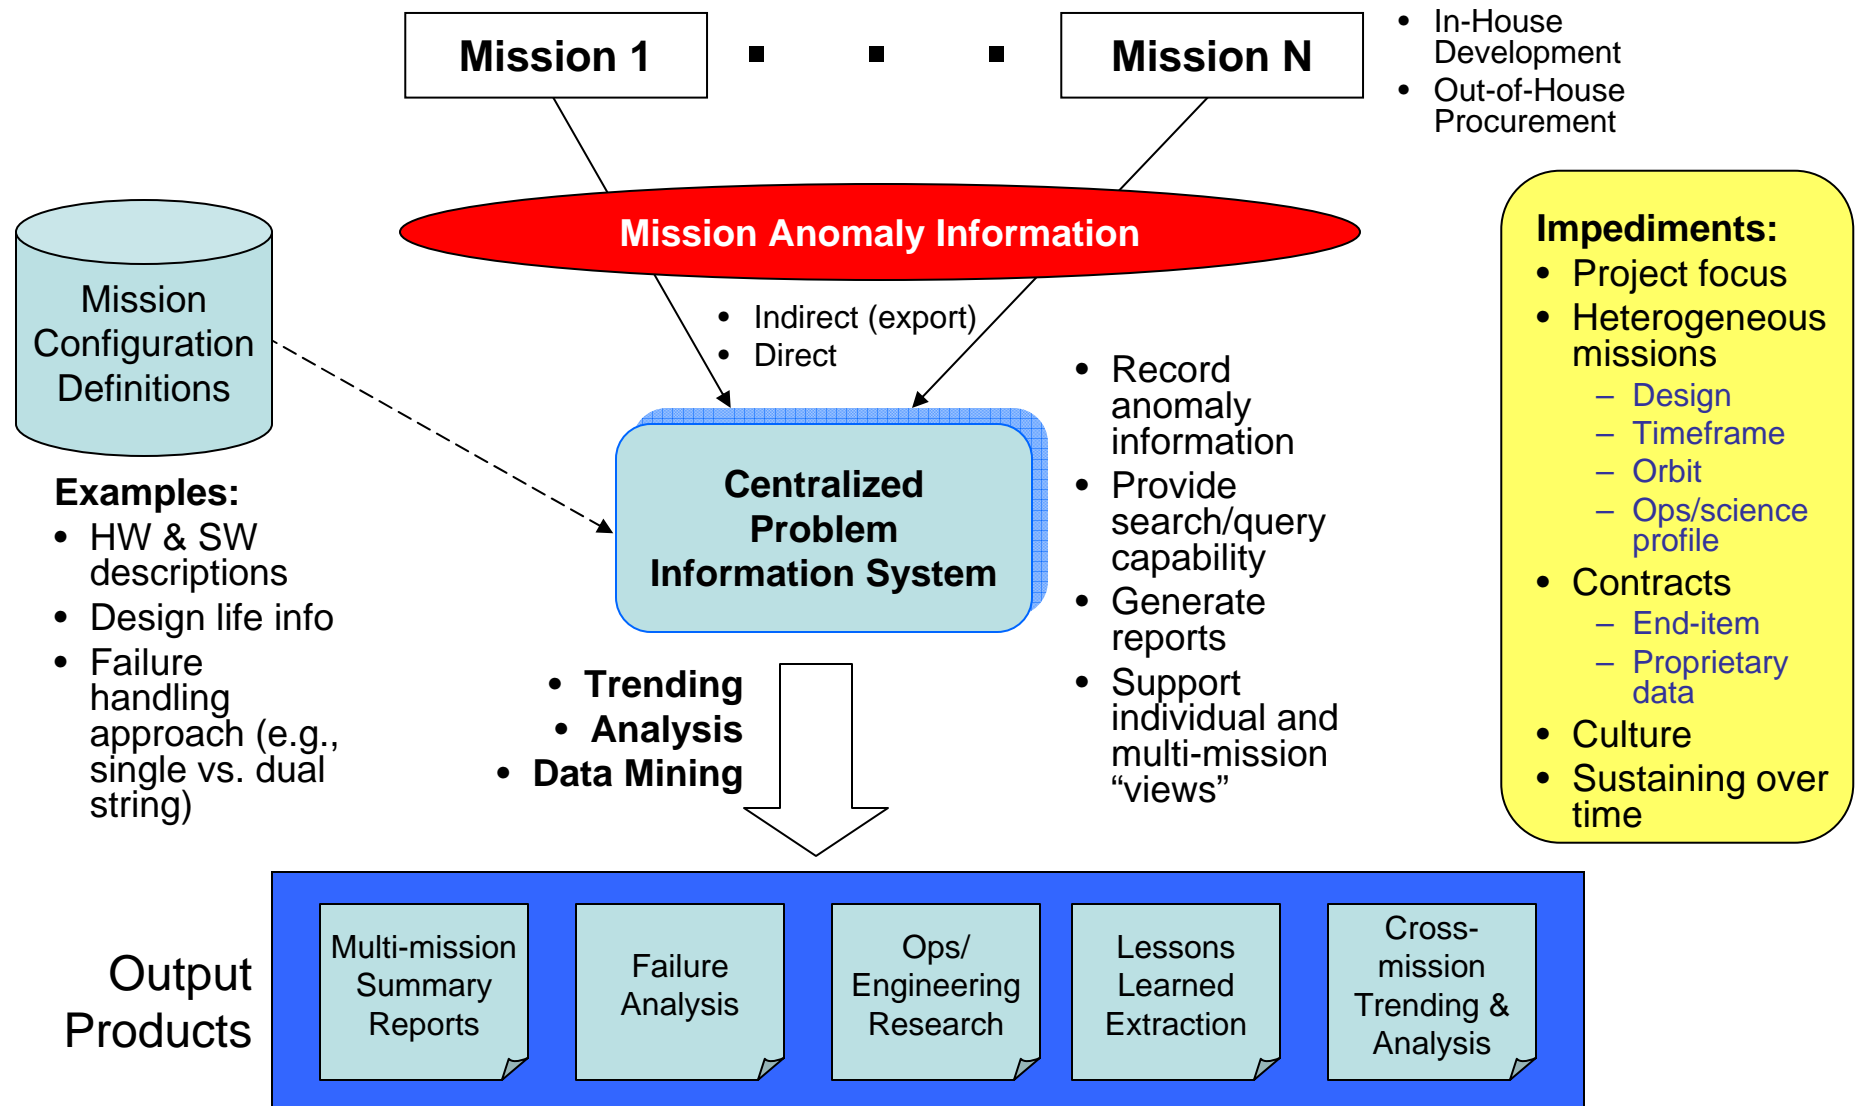 Mission 1
Mission N
• In-House
Development
• Out-of-House
Procurement
Mission Anomaly Information
Mission
Configuration
Definitions
• Indirect (export)
• Direct
Examples:
• HW & SW
descriptions
• Design life info
• Failure
handling
approach (e.g.,
single vs. dual
string)
Centralized
Problem
Information System
• Record
anomaly
information
• Provide
search/query
capability
• Generate
reports
• Support
individual and
multi-mission
“views”
• Trending
• Analysis
• Data Mining
Impediments:
• Project focus
• Heterogeneous
missions
– Design
– Timeframe
– Orbit
– Ops/science
profile
• Contracts
– End-item
– Proprietary
data
• Culture
• Sustaining over
time
Output
Products
Multi-mission
Summary
Reports
Failure
Analysis
Ops/
Engineering
Research
Lessons
Learned
Extraction
Cross-
mission
Trending &
Analysis